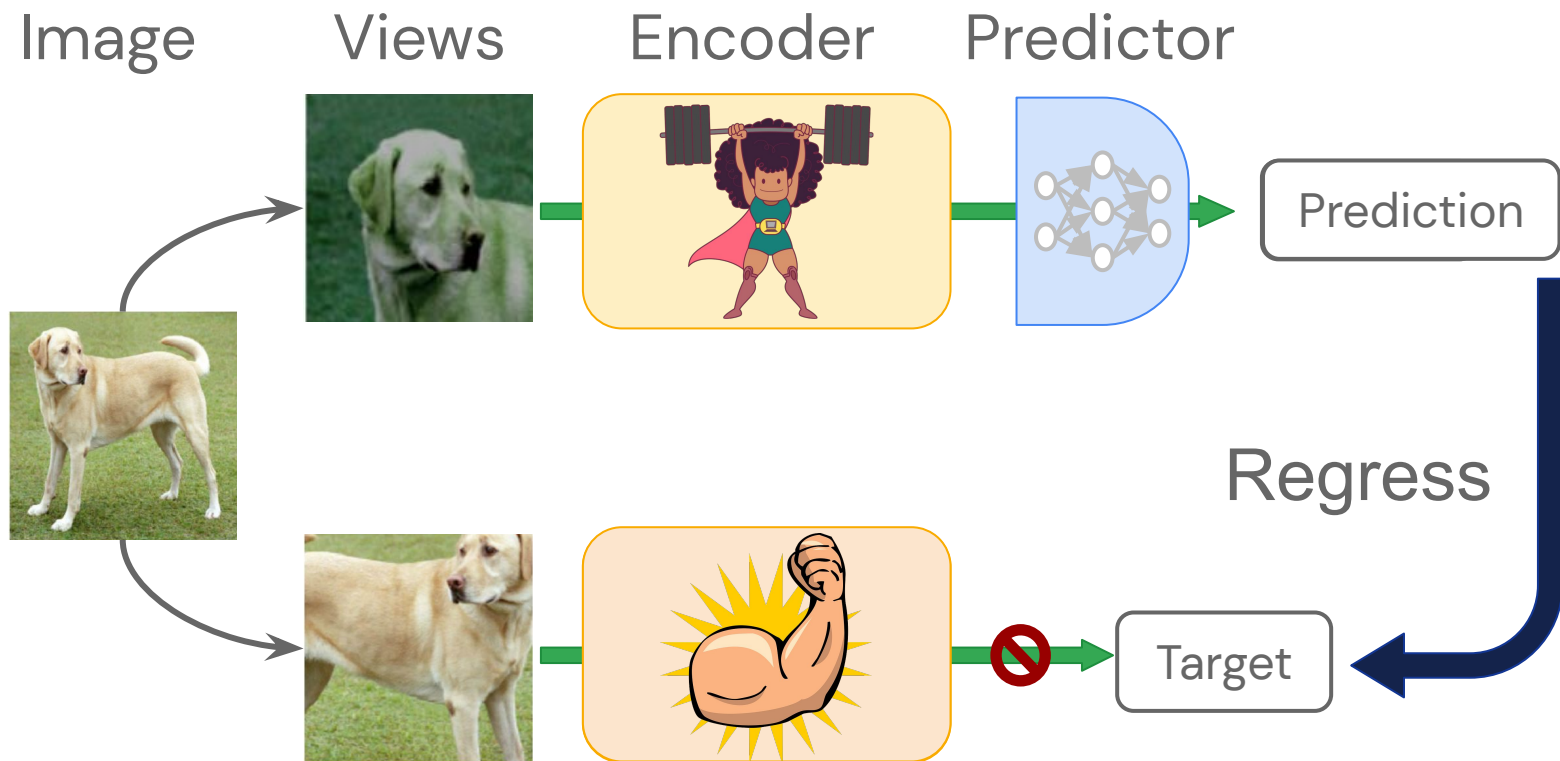 Image
Views
Encoder
Predictor
Prediction
Regress
Target